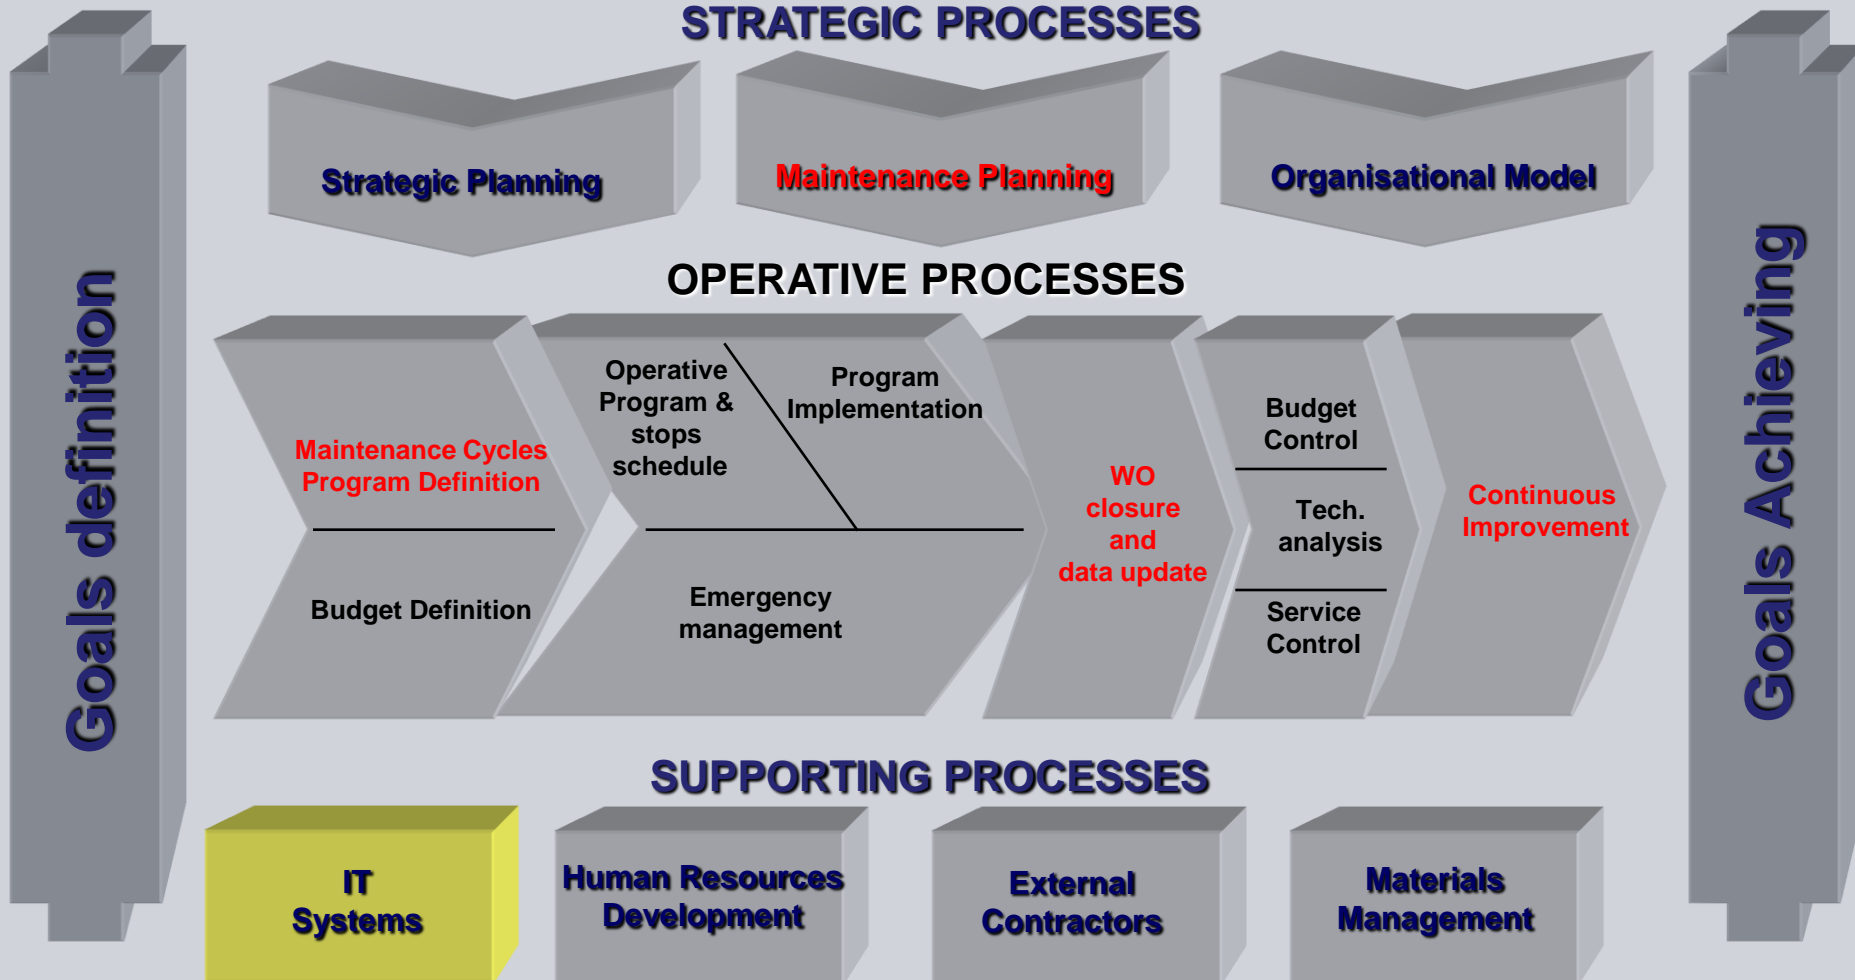 STRATEGIC PROCESSES
Strategic Planning
Maintenance Planning
Organisational Model
Goals definition
OPERATIVE PROCESSES
Maintenance Cycles
Program Definition
Budget Definition
Operative
Program &
stops
schedule
Program
Implementation
Emergency
management
WO
closure
and
data update
Budget
Control
Tech.
analysis
Service
Control
Continuous
Improvement
Goals Achieving
SUPPORTING PROCESSES
IT
Systems
Human Resources
Development
External
Contractors
Materials
Management